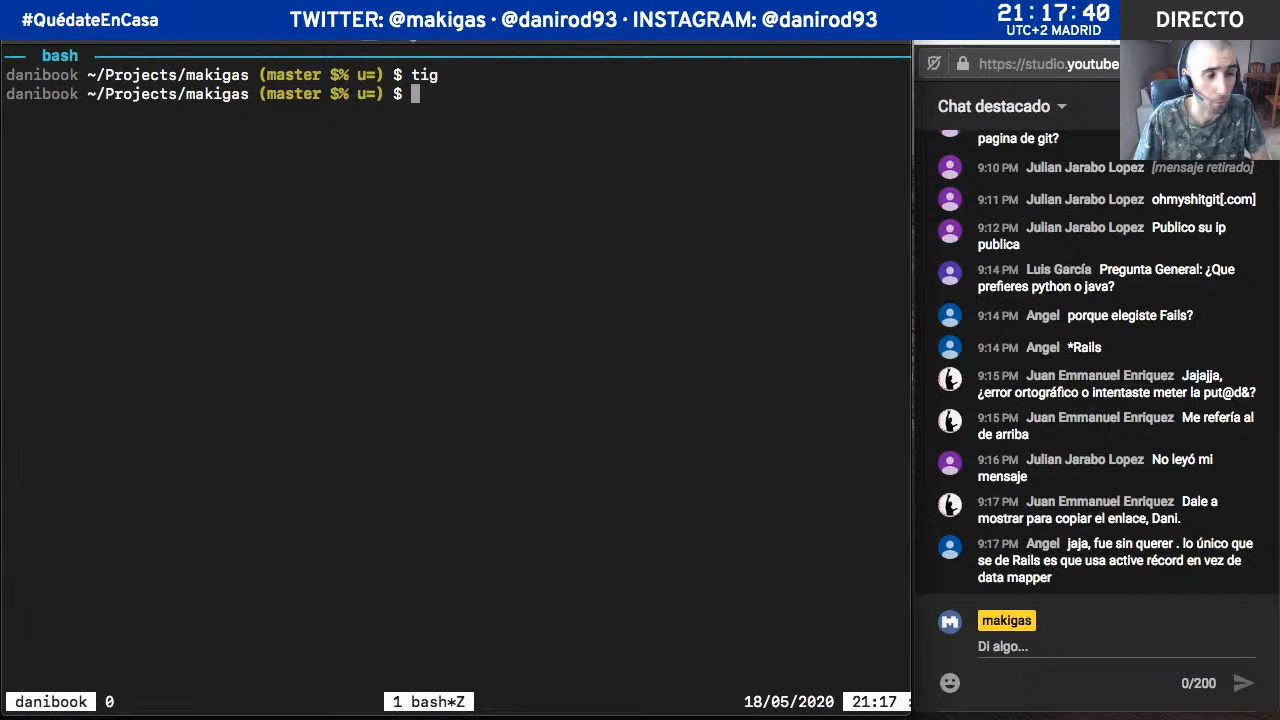 #QuédateEnCasa
TWITTER: @makigas · @danirod93 · INSTAGRAM: @danirod93
21:17:40
UTC+2 MADRID
DIRECTO
bash
danibook ~/Projects/makigas (master $% u=) $ tig
danibook ~/Projects/makigas (master $% u=) $
https://studio.youtube
Chat destacado
pagina de git?
9:10 PM Julian Jarabo Lopez [mensaje retirado]
9:11 PM Julian Jarabo Lopez ohmyshitgit[.com]
9:12 PM Julian Jarabo Lopez Publico su ip
publica
9:14 PM Luis García Pregunta General: ¿Que
prefieres python o java?
9:14 PM Angel porque elegiste Fails?
9:14 PM Angel *Rails
9:15 PM Juan Emmanuel Enriquez Jajajja,
¿error ortográfico o intentaste meter la put@d&?
9:15 PM Juan Emmanuel Enriquez Me refería al
de arriba
9:16 PM Julian Jarabo Lopez No leyó mi
mensaje
9:17 PM Juan Emmanuel Enriquez Dale a
mostrar para copiar el enlace, Dani.
9:17 PM Angel jaja, fue sin querer . lo único que
se de Rails es que usa active récord en vez de
data mapper
makigas
Di algo...
0/200
danibook 0
1 bash*Z
18/05/2020 21:17